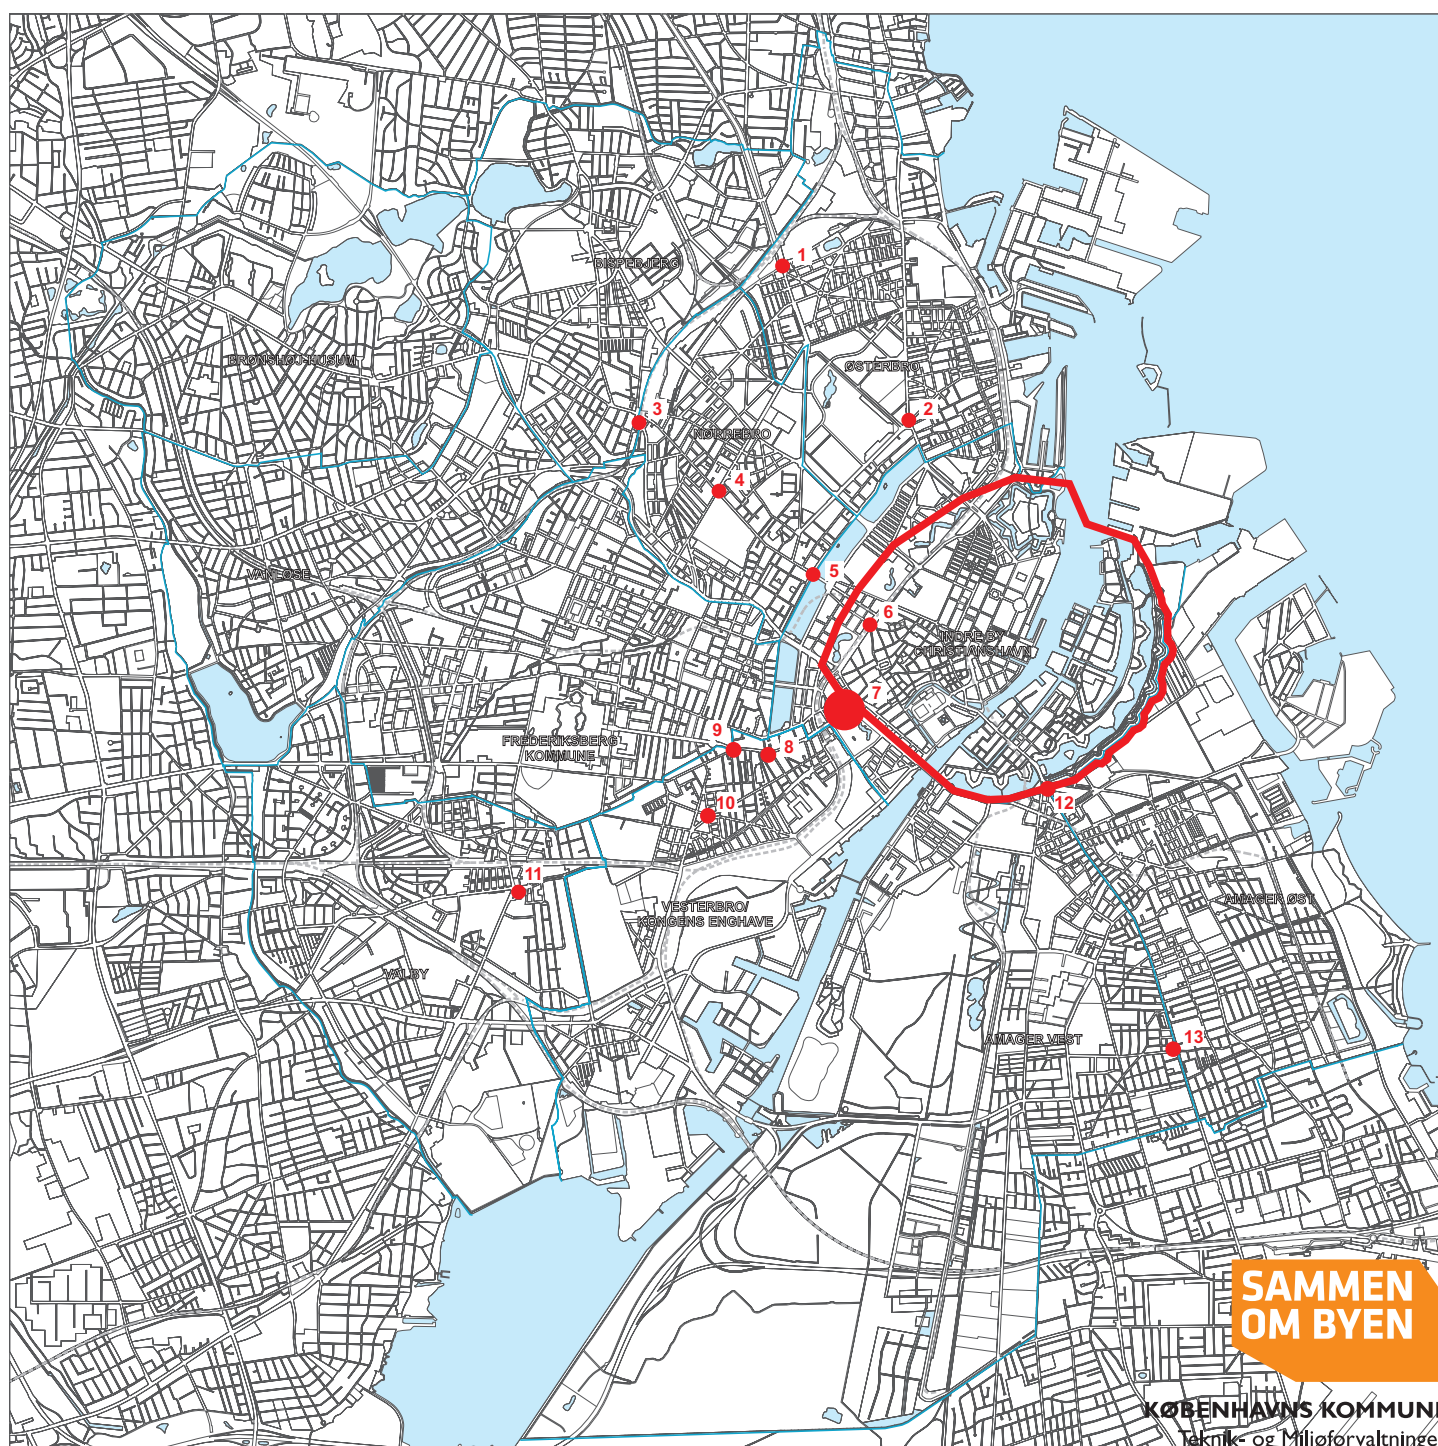 1
BISPEBJERG
BRØNSHØJ-HUSUM
ØSTERBRO
2
3
NØRREBRO
4
5
VANLØSE
6
INDRE BY
CHRISTIANSHAVN
7
9
8
FREDERIKSBERG
KOMMUNE
10
12
11
VESTERBRO/
KONGENS ENGHAVE
AMAGER ØST
VALBY
AMAGER VEST
13
SAMMEN
OM BYEN
KØBENHAVNS KOMMUN
Teknik- og Miljøforvaltninge